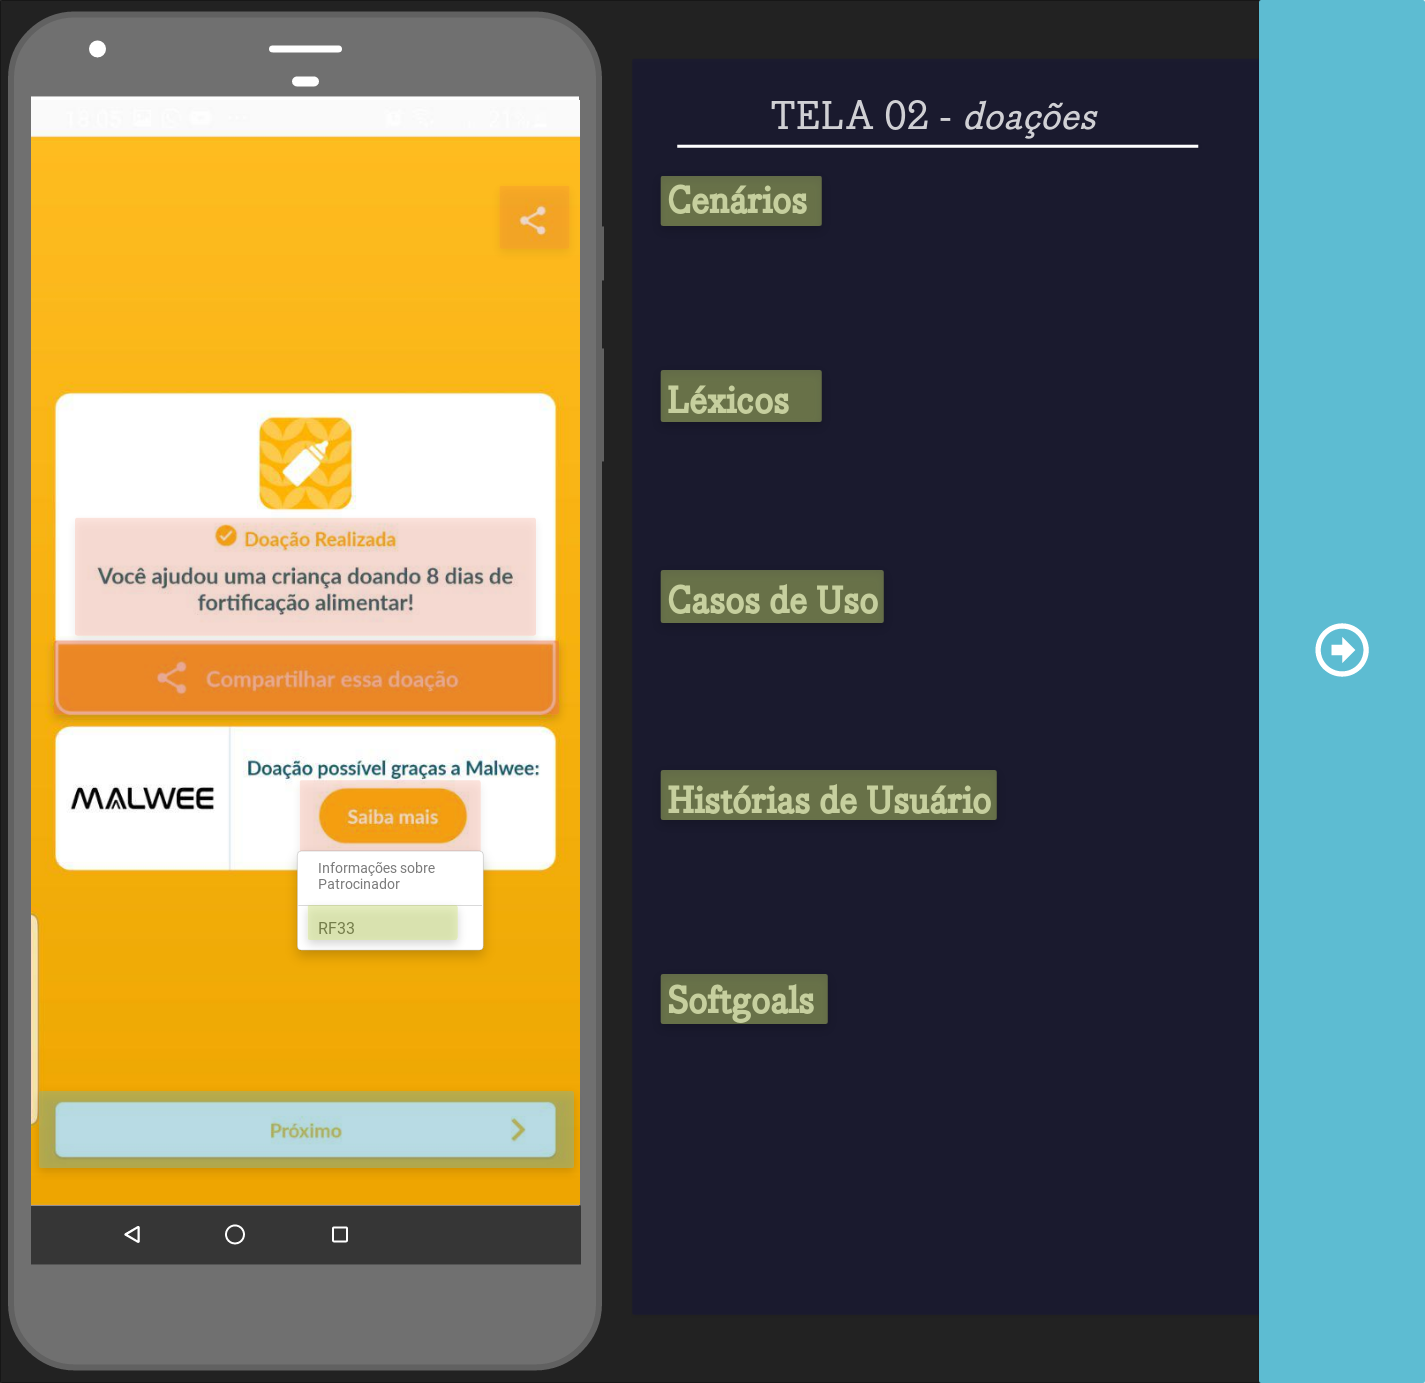 Doação Realizada
Você ajudou uma criança doando 8 dias de
fortificação alimentar!
Compartilhar essa doação
MALWEE
Doação possível graças a Malwee:
Saiba mais
Informações sobre
Patrocinador
RF33
Próximo
TELA 02 - doações
Cenários
Léxicos
Casos de Uso
Histórias de Usuário
Softgoals